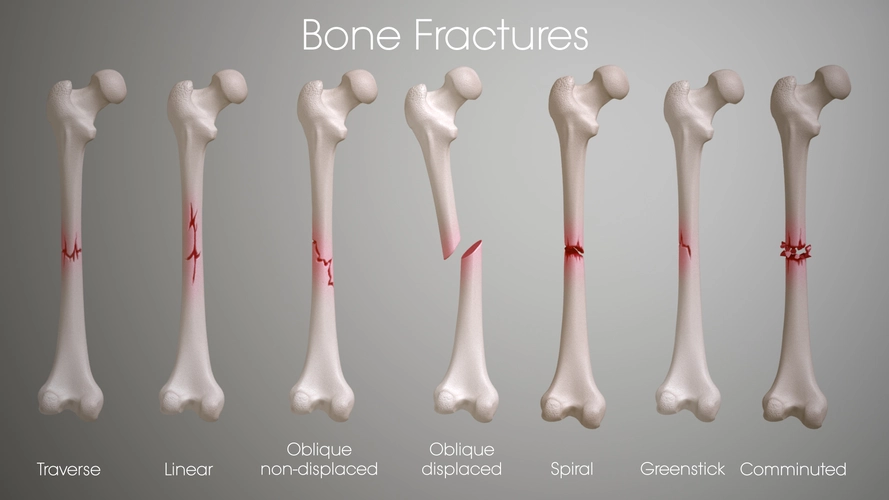 Bone Fractures
Traverse
Linear
Oblique
non-displaced
Oblique
displaced
Spiral
Greenstick
Comminuted